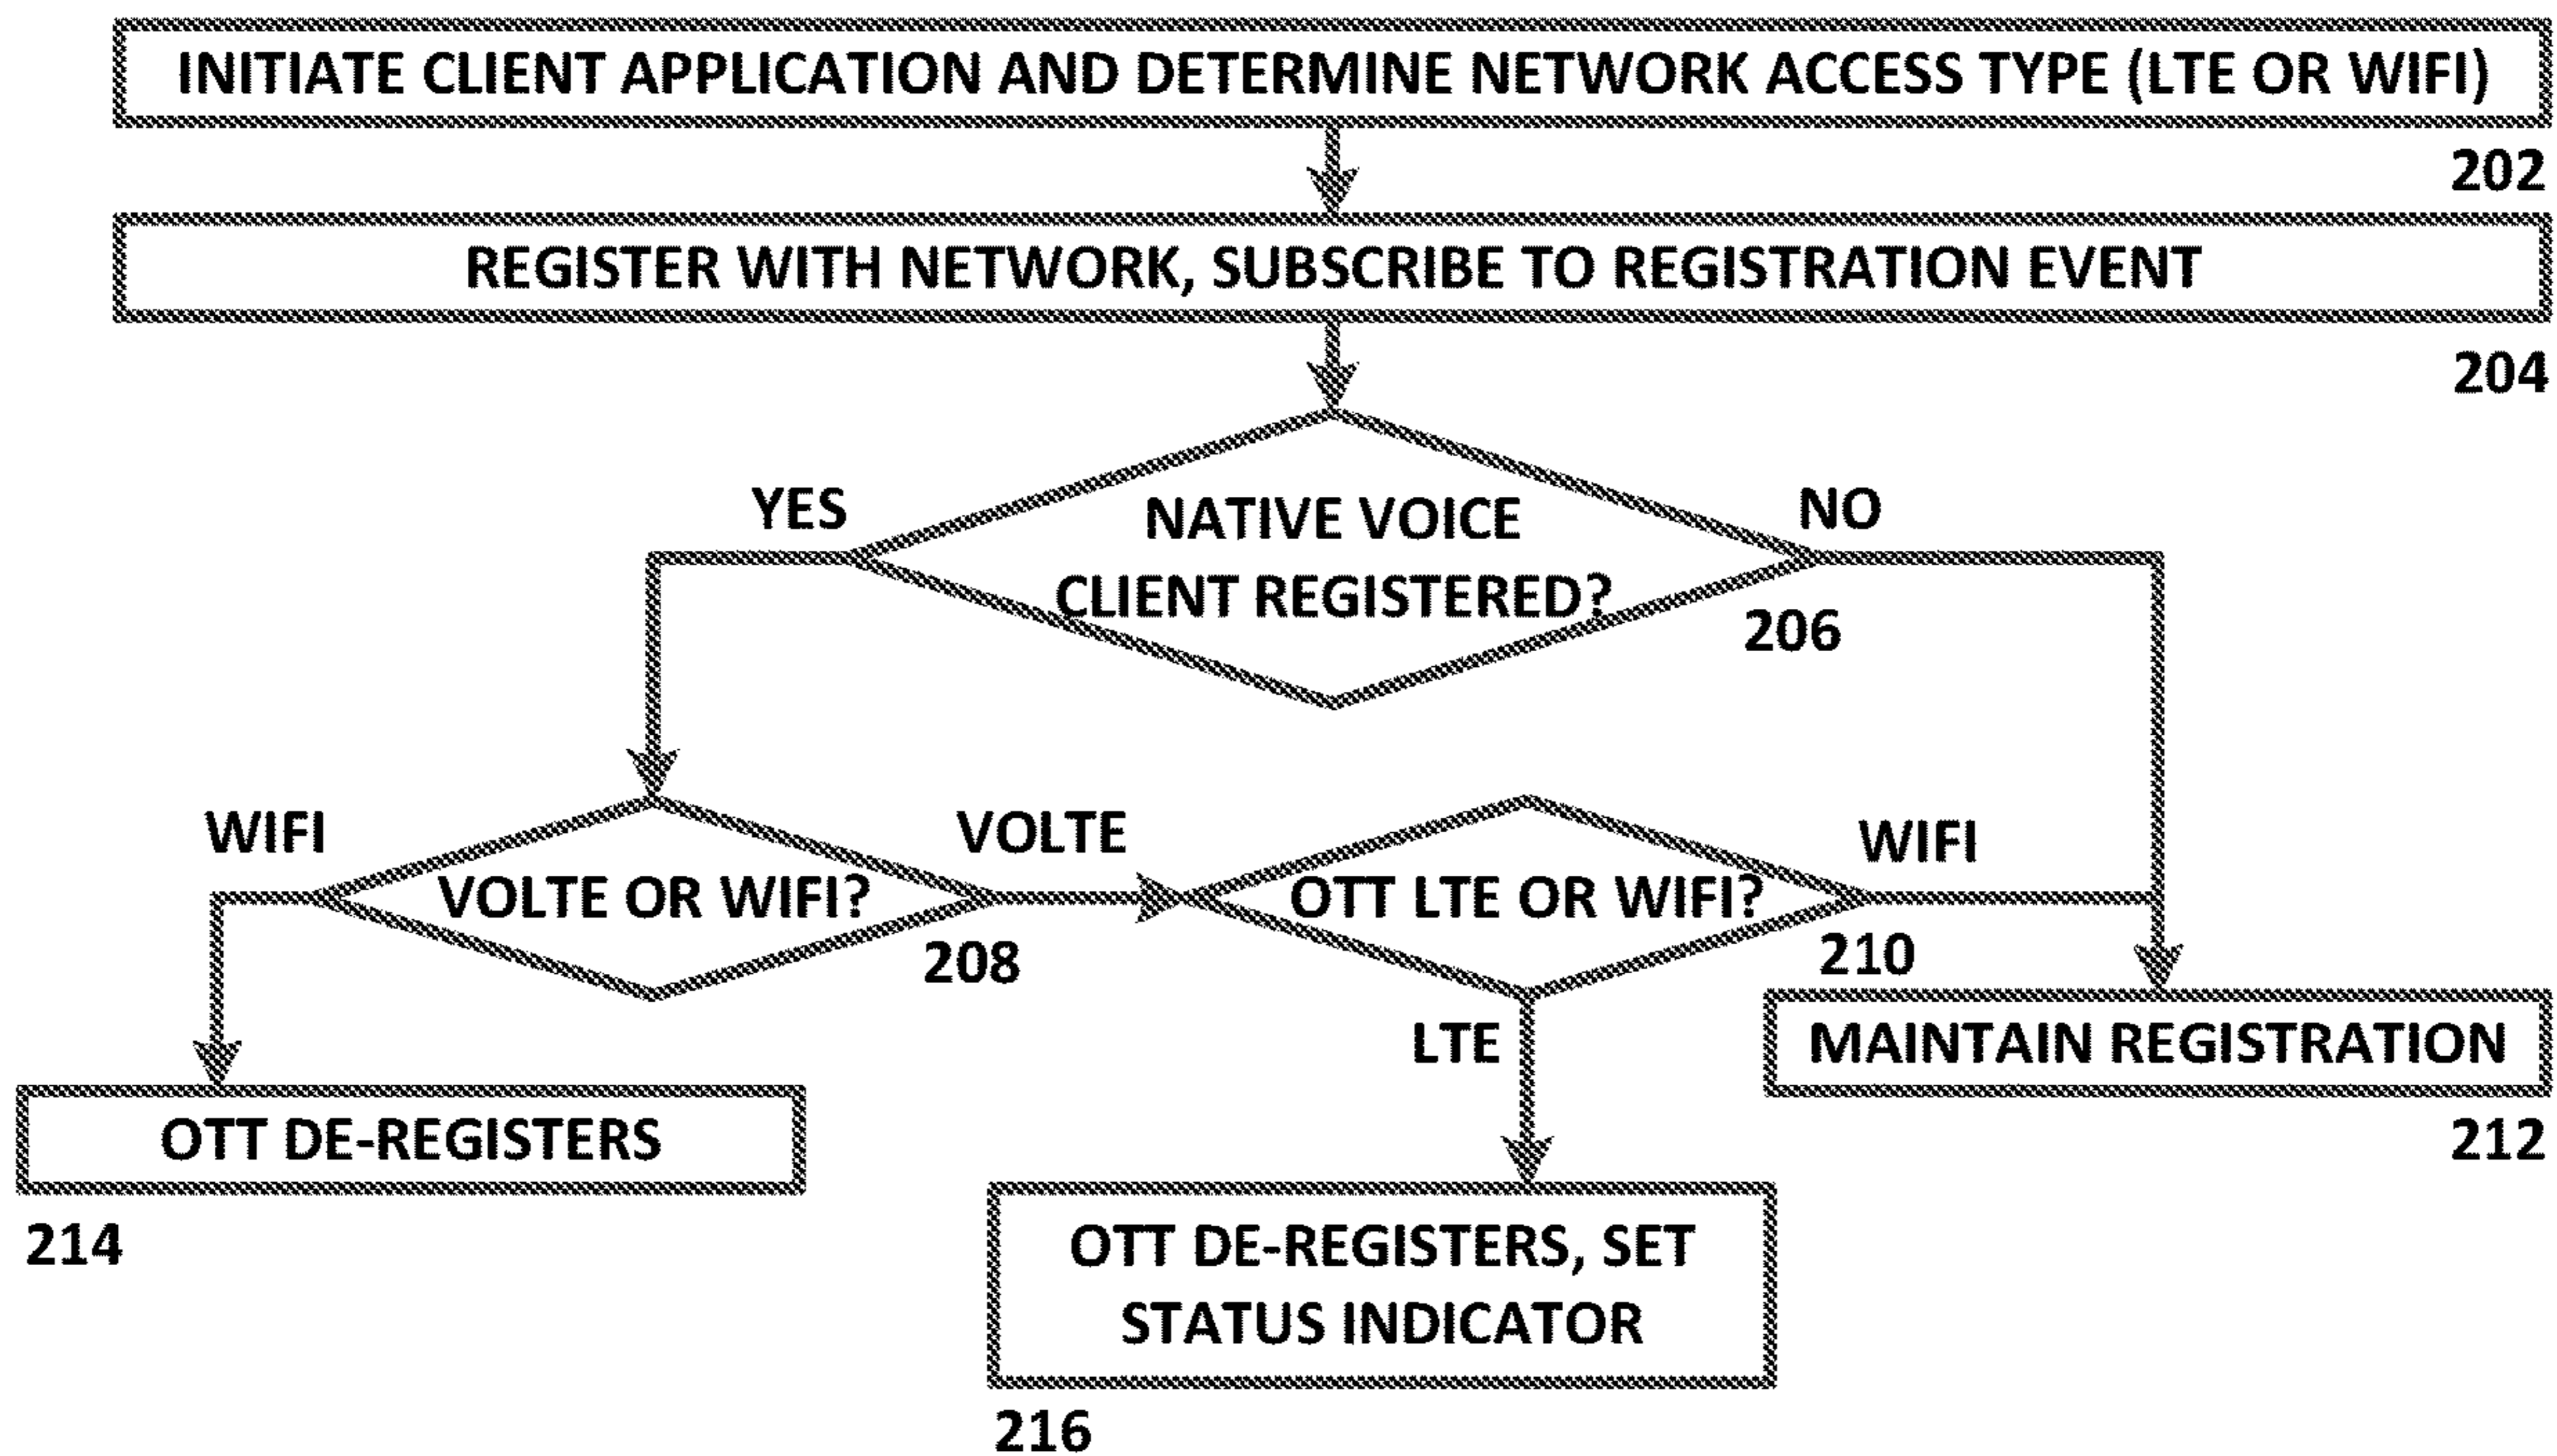 INITIATE CLIENT APPLICATION AND DETERMINE NETWORK ACCESS TYPE (LTE OR WIFI)
202
REGISTER WITH NETWORK, SUBSCRIBE TO REGISTRATION EVENT
204
YES
NATIVE VOICE
CLIENT REGISTERED?
NO
206
WIFI
VOLTE OR WIFI?
208
VOLTE
OTT LTE OR WIFI?
WIFI
210
LTE
MAINTAIN REGISTRATION
212
OTT DE-REGISTERS
214
OTT DE-REGISTERS, SET
STATUS INDICATOR
216